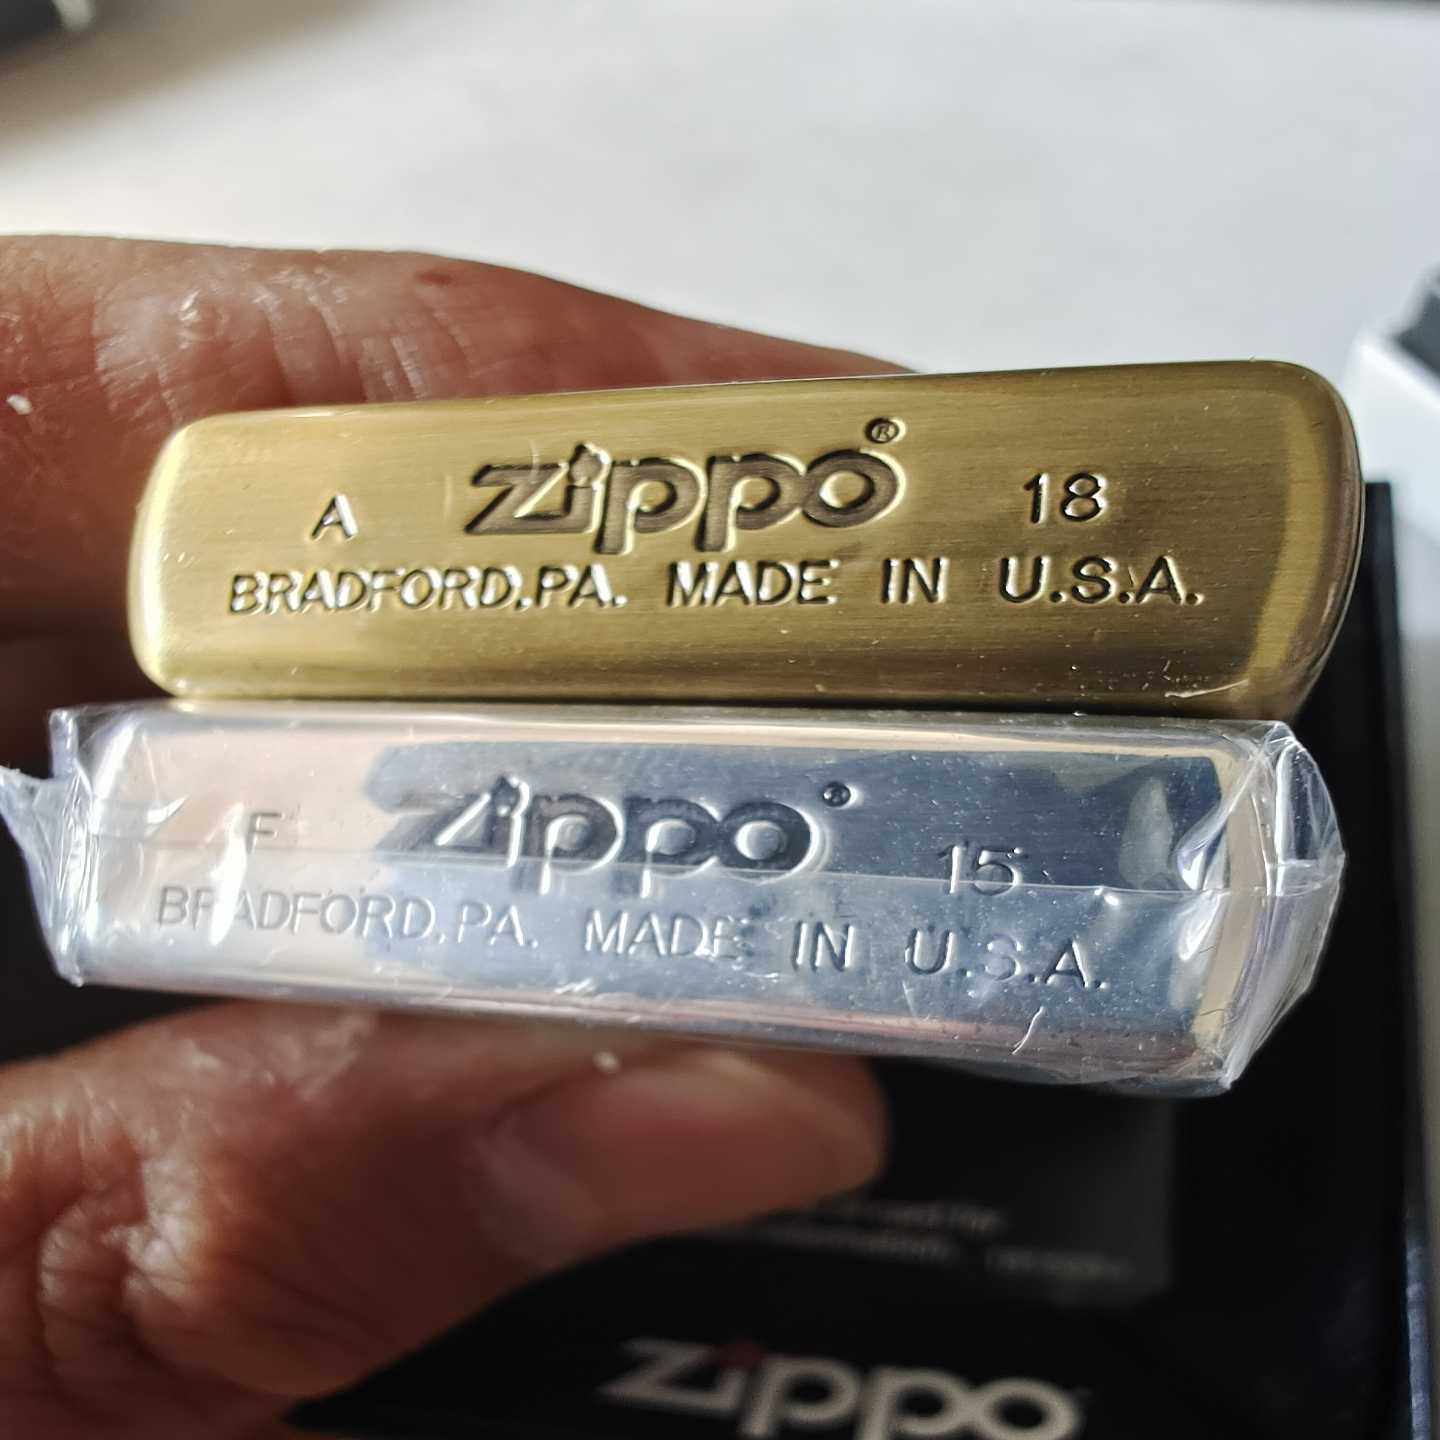 A zippo® 18
BRADFORD,PA. MADE IN U.S.A.
F zippo® 15
BRADFORD,PA. MADE IN U.S.A.
zippo